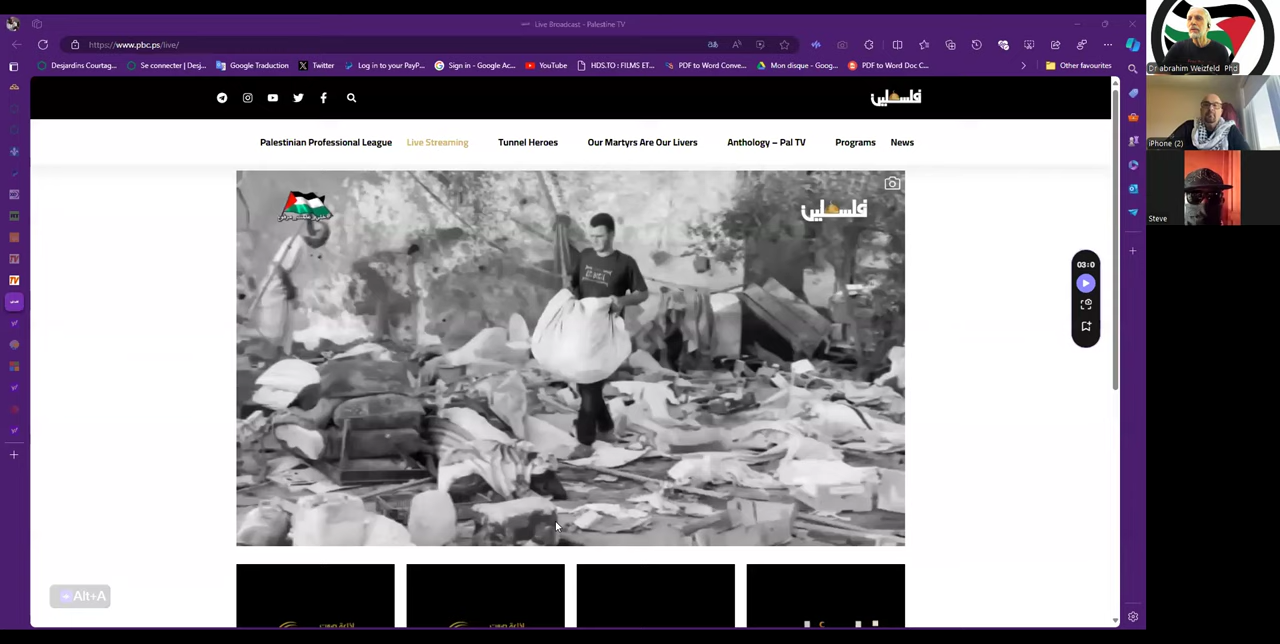 Live Broadcast - Palestine TV
https://www.pbc.ps/live/
Desjardins Courtag...
Se connecter | Desj...
Google Traduction
Twitter
Log in to your PayP...
Sign in - Google Ac...
YouTube
HDS.TO : FILMS ET...
PDF to Word Conve...
Mon disque - Goog...
PDF to Word Doc C...
Other favourites
فلسطين
Palestinian Professional League
Live Streaming
Tunnel Heroes
Our Martyrs Are Our Livers
Anthology – Pal TV
Programs
News
فلسطين
03:0
Alt+A
Dr abrahim Weizfeld Phd
iPhone (2)
Steve